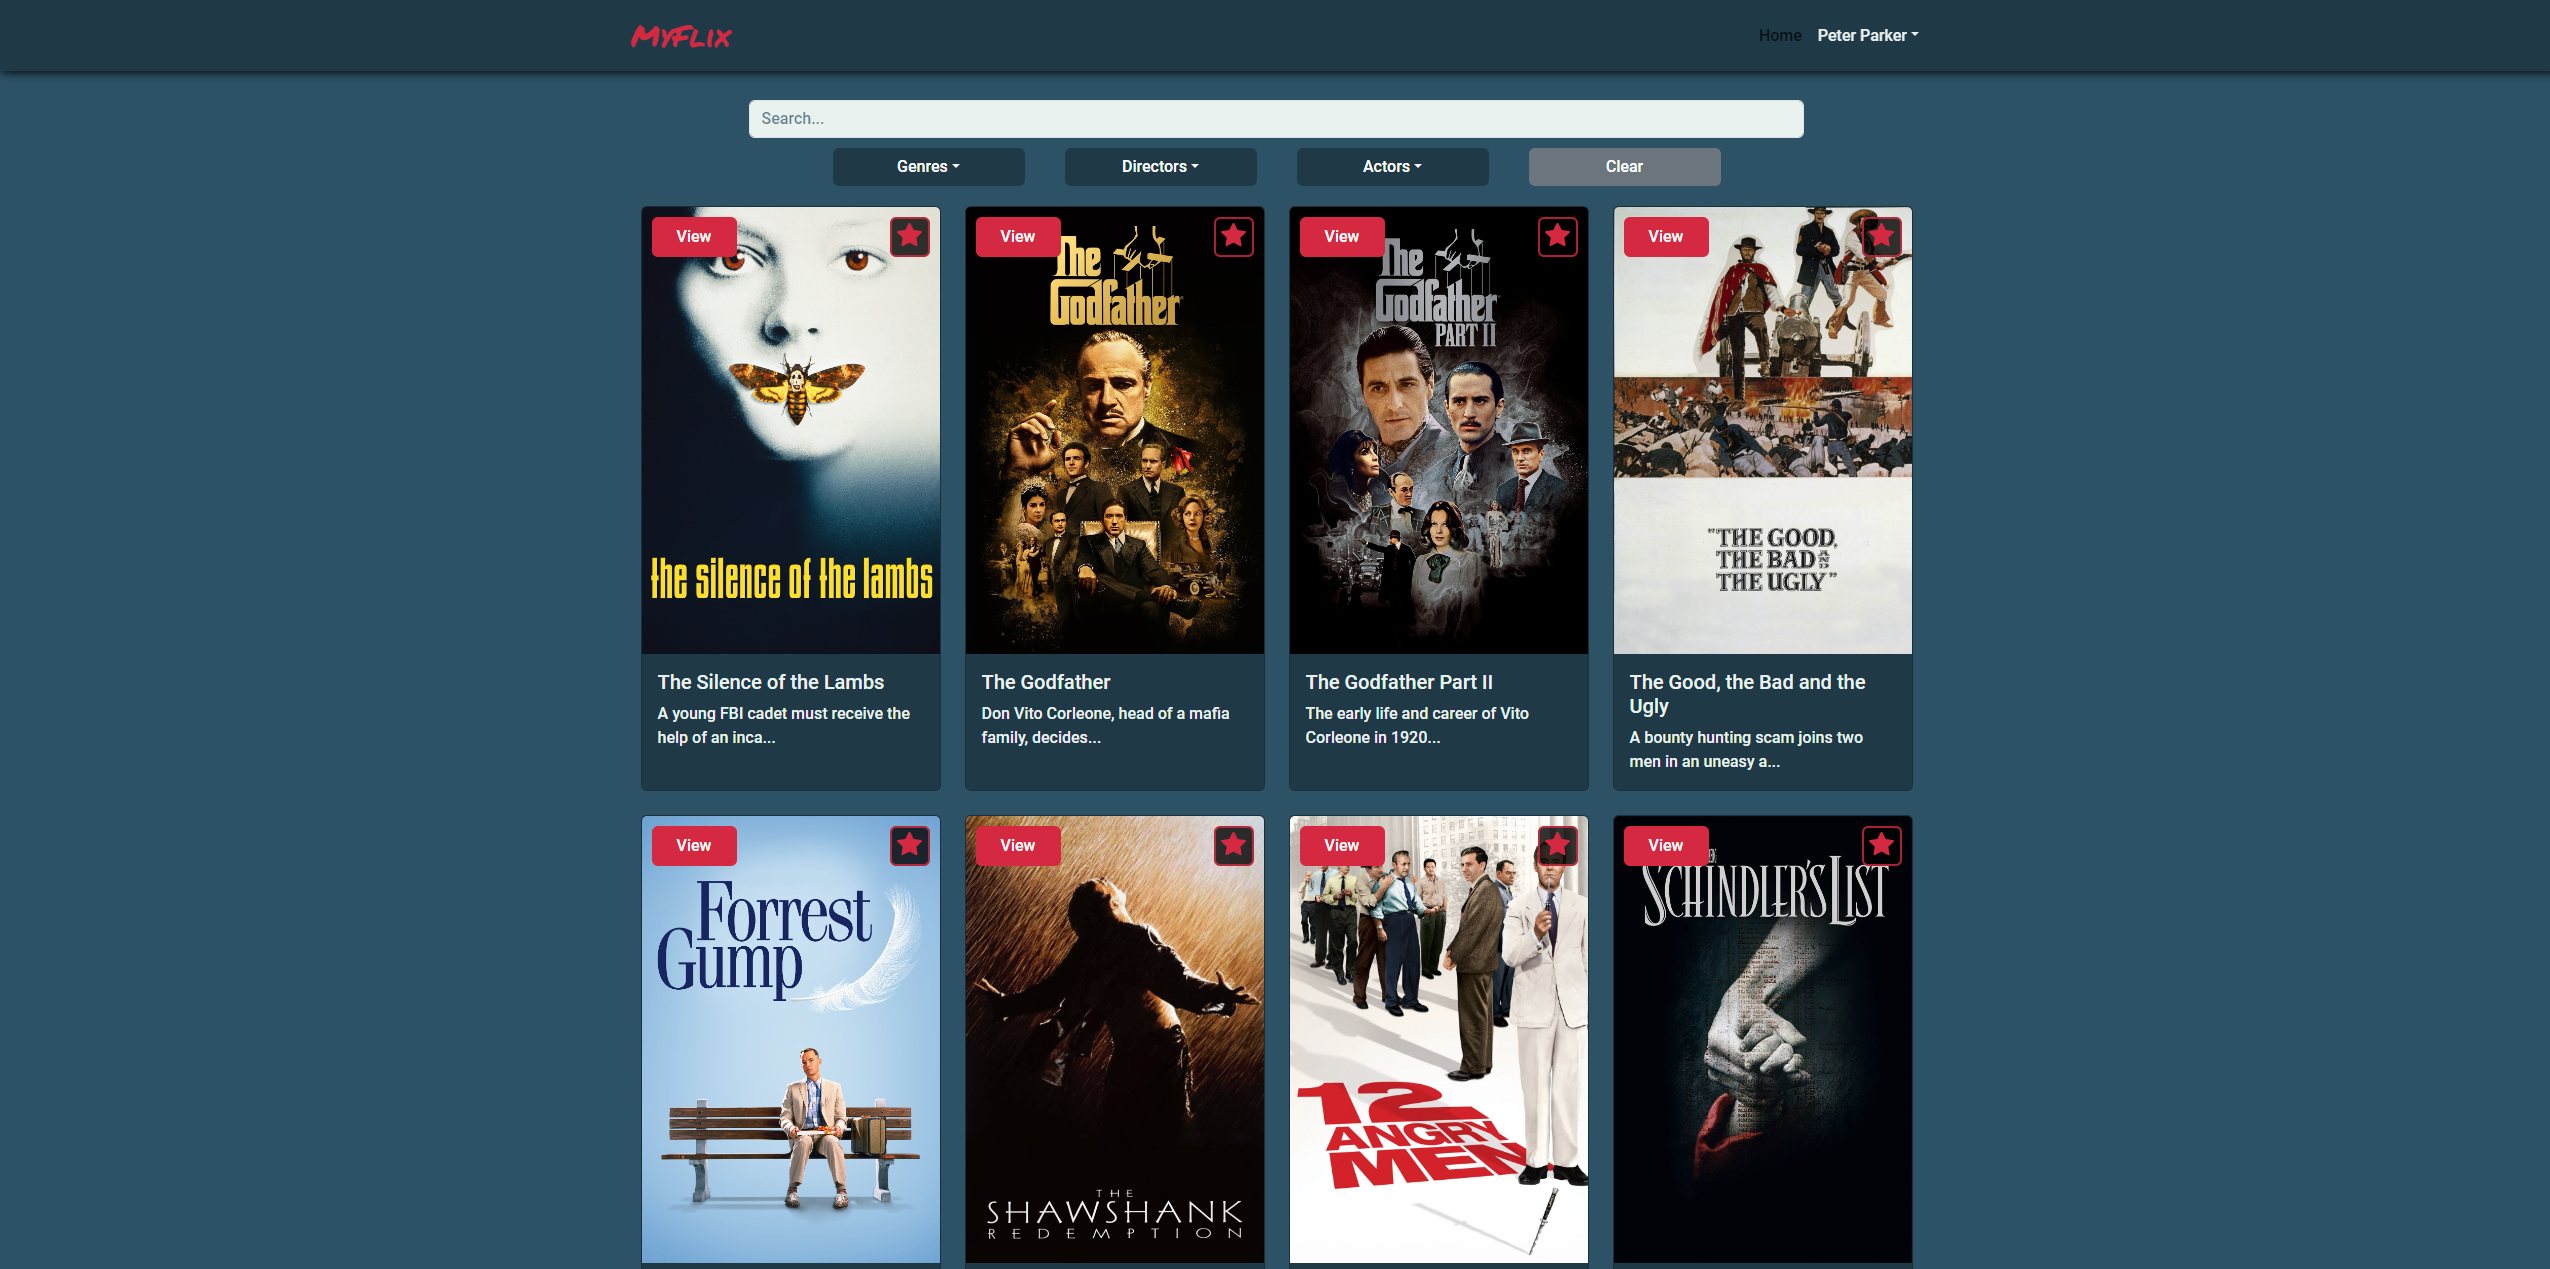 MyFlix
Home Peter Parker
Search...
Genres Directors Actors Clear
View
the silence of the lambs
The Silence of the Lambs
A young FBI cadet must receive the
help of an inca...
View
The
Godfather
The Godfather
Don Vito Corleone, head of a mafia
family, decides...
View
The
Godfather
PART II
The Godfather Part II
The early life and career of Vito
Corleone in 1920...
View
"THE GOOD,
THE BAD AND
THE UGLY"
The Good, the Bad and the
Ugly
A bounty hunting scam joins two
men in an uneasy a...
View
Forrest
Gump
View
THE
SHAWSHANK
REDEMPTION
View
12
ANGRY
MEN
View
SCHINDLER'S LIST